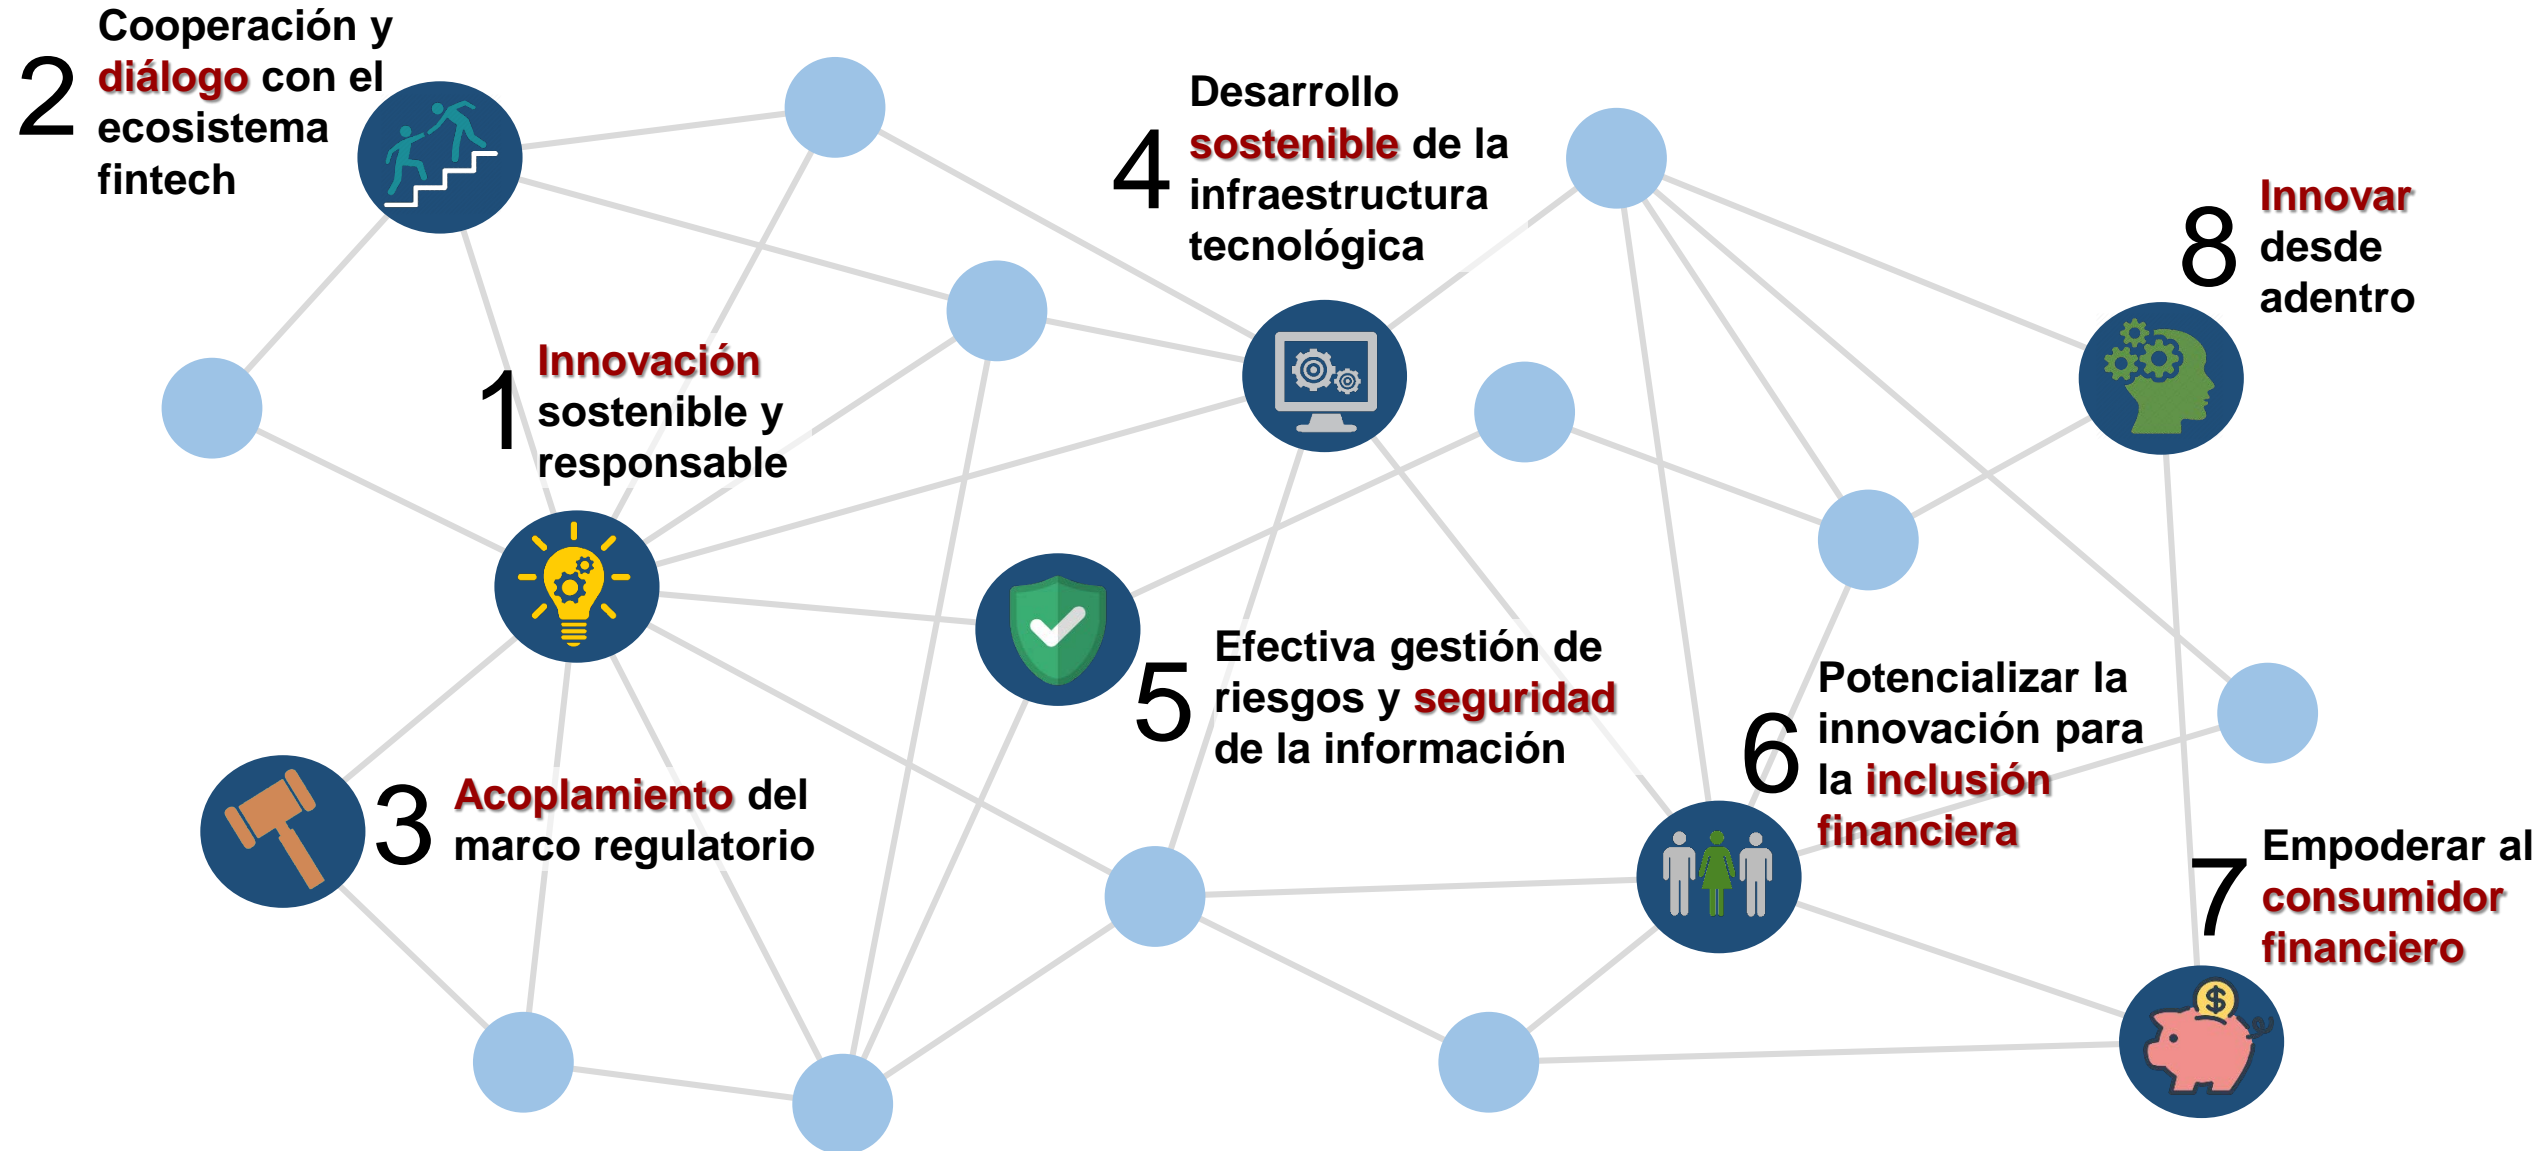 1
Innovación
sostenible y
responsable
2
Cooperación y
diálogo con el
ecosistema
fintech
3
Acoplamiento del
marco regulatorio
4
Desarrollo
sostenible de la
infraestructura
tecnológica
5
Efectiva gestión de
riesgos y seguridad
de la información
6
Potencializar la
innovación para
la inclusión
financiera
7
Empoderar al
consumidor
financiero
$
8
Innovar
desde
adentro